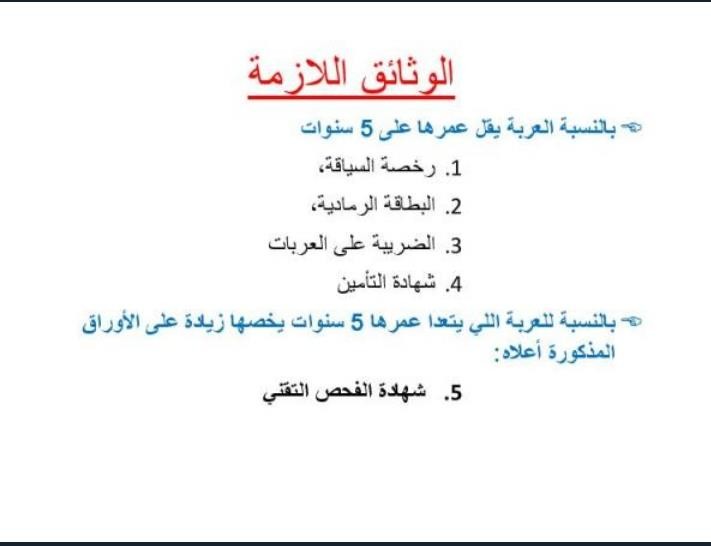 الوثائق اللازمة
☜ بالنسبة العربة يقل عمرها على 5 سنوات
1. رخصة السياقة،
2. البطاقة الرمادية،
3. الضريبة على العربات
4. شهادة التأمين
☜ بالنسبة للعربة اللي يتعدا عمرها 5 سنوات يخصها زيادة على الأوراق
المذكورة أعلاه:
5. شهادة الفحص التقني